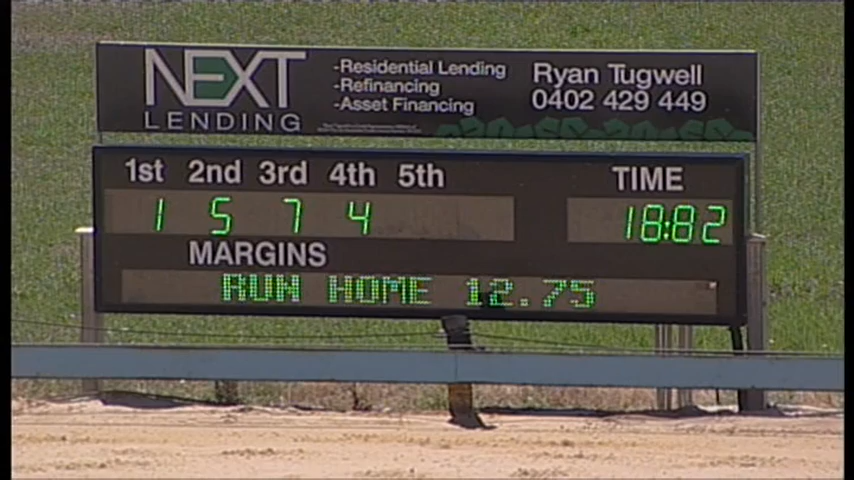 NEXT
LENDING
-Residential Lending
-Refinancing
-Asset Financing
Ryan Tugwell
0402 429 449
1st 2nd 3rd 4th 5th TIME
1 5 7 4 18:82
MARGINS
RUN HOME 12.75